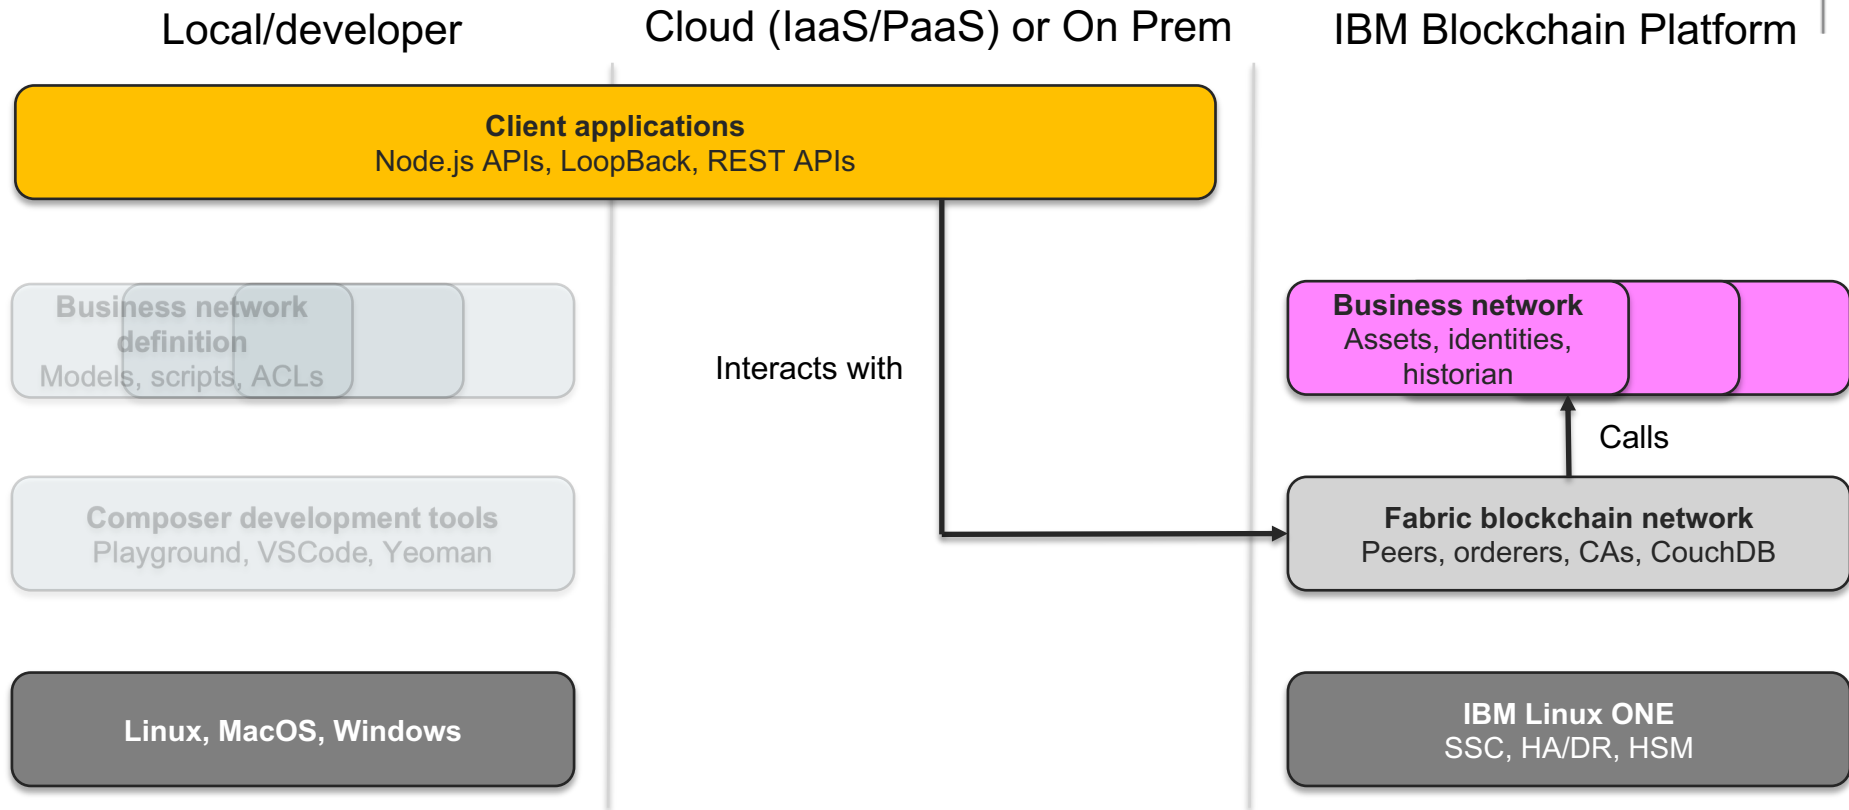 Local/developer
Cloud (IaaS/PaaS) or On Prem
IBM Blockchain Platform
Client applications
Node.js APIs, LoopBack, REST APIs
Business network
definition
Models, scripts, ACLs
Interacts with
Business network
Assets, identities,
historian
Calls
Composer development tools
Playground, VSCode, Yeoman
Fabric blockchain network
Peers, orderers, CAs, CouchDB
Linux, MacOS, Windows
IBM Linux ONE
SSC, HA/DR, HSM